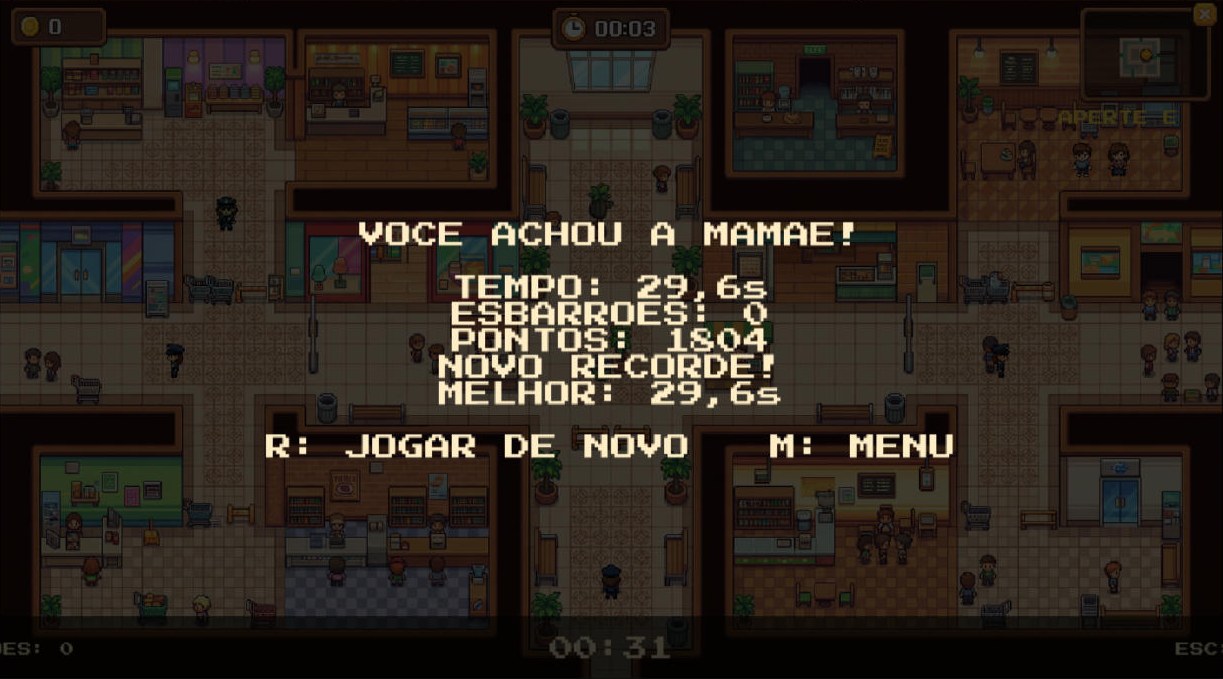 0
00:03
APERTE E
VOCE ACHOU A MAMAE!
TEMPO: 29,6s
ESBARROES: 0
PONTOS: 1804
NOVO RECORDE!
MELHOR: 29,6s
R: JOGAR DE NOVO M: MENU
OES: 0
00:31
ESC: